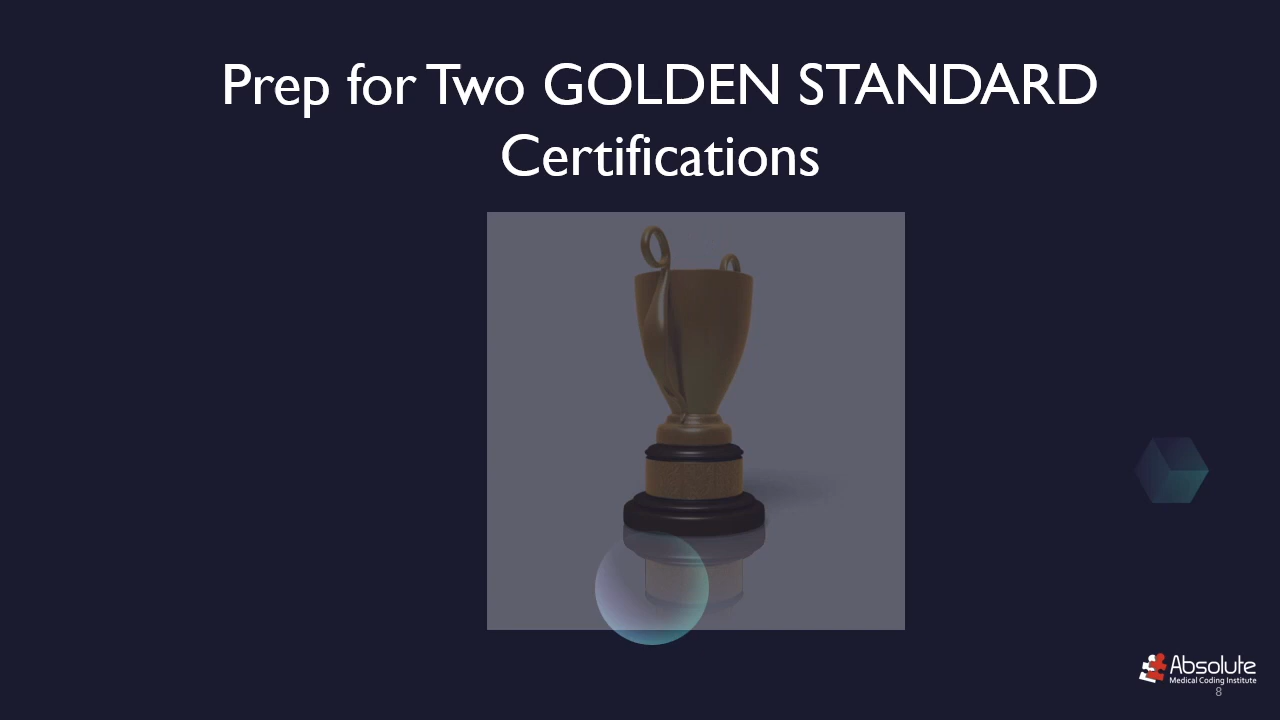 Prep for Two GOLDEN STANDARD
Certifications
Absolute
Medical Coding Institute
8